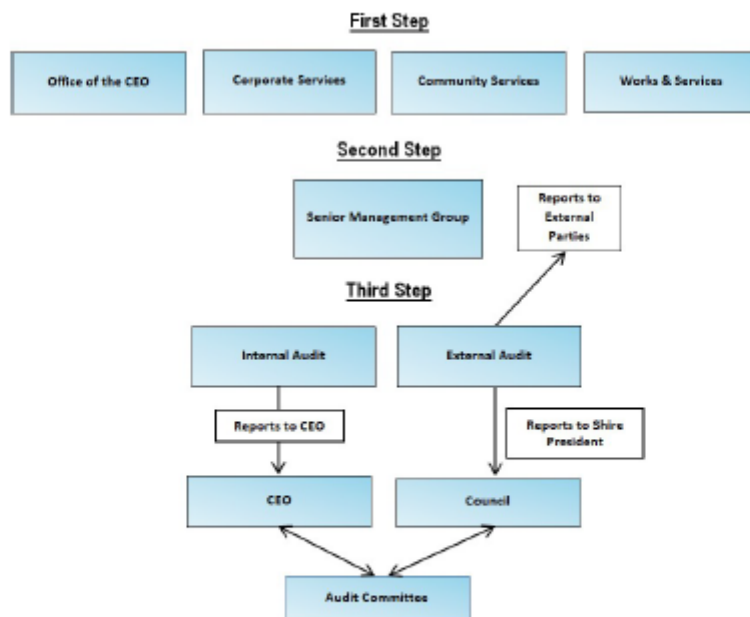 First Step
Office of the CEO
Corporate Services
Community Services
Works & Services
Second Step
Senior Management Group
Reports to
External
Parties
Third Step
Internal Audit
External Audit
Reports to CEO
Reports to Shire
President
CEO
Council
Audit Committee